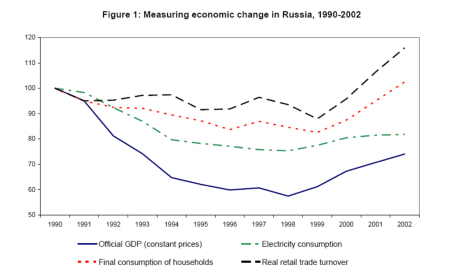 Figure 1: Measuring economic change in Russia, 1990-2002
120
110
100
90
80
70
60
50
1990 1991 1992 1993 1994 1995 1996 1997 1998 1999 2000 2001 2002
Official GDP (constant prices) Electricity consumption
Final consumption of households Real retail trade turnover